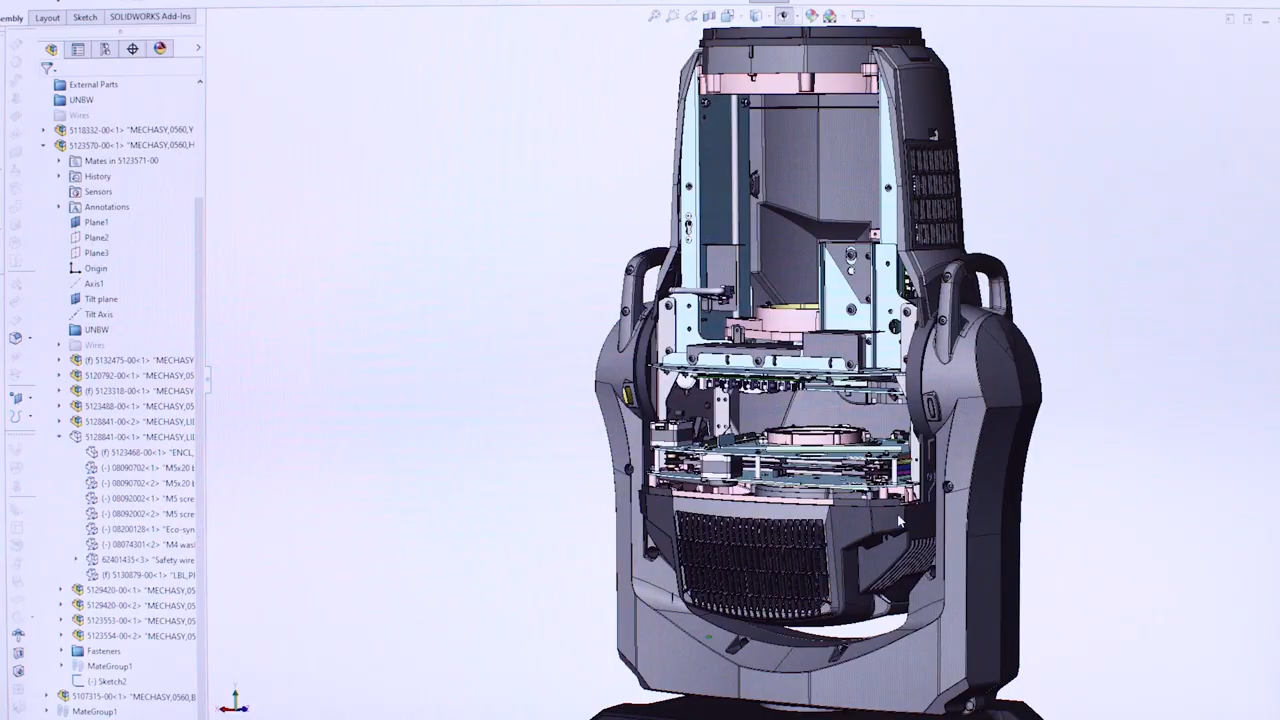 embly
Layout
Sketch
SOLIDWORKS Add-Ins
External Parts
UNBW
Wires
5118332-00<1> "MECHASY,0560,Y
5123570-00<1> "MECHASY,0560,H
Mates in 5123571-00
History
Sensors
Annotations
Plane1
Plane2
Plane3
Origin
Axis1
Tilt plane
Tilt Axis
UNBW
Wires
(f) 5132475-00<1> "MECHASY
5120792-00<1> "MECHASY,05
(f) 5123318-00<1> "MECHASY
5123488-00<1> "MECHASY,05
5128841-00<2> "MECHASY,LI
5128841-00<1> "MECHASY,LI
(f) 5123468-00<1> "ENCL,
(-) 08090702<1> "M5x20
(-) 08090702<2> "M5x20
(-) 08092002<1> "M5 scre
(-) 08092002<2> "M5 scre
(-) 08200128<1> "Eco-syn
(-) 08074301<2> "M4 was
62401435<3> "Safety wire
(f) 5130879-00<1> "LBL,
5129420-00<1> "MECHASY,05
5129420-00<2> "MECHASY,05
5123553-00<1> "MECHASY,05
5123554-00<2> "MECHASY,05
Fasteners
MateGroup1
(-) Sketch2
5107315-00<1> "MECHASY,0560,B
MateGroup1